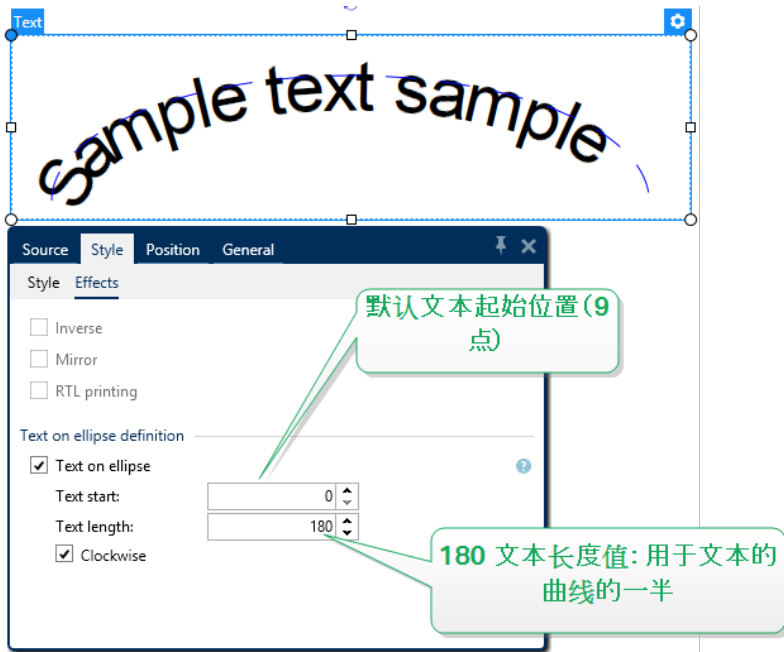 Text
Sample text sample
Source Style Position General
Style Effects
默认文本起始位置(9
点)
Inverse
Mirror
RTL printing
Text on ellipse definition
Text on ellipse
?
Text start: 0
Text length: 180
Clockwise
180 文本长度值:用于文本的
曲线的一半